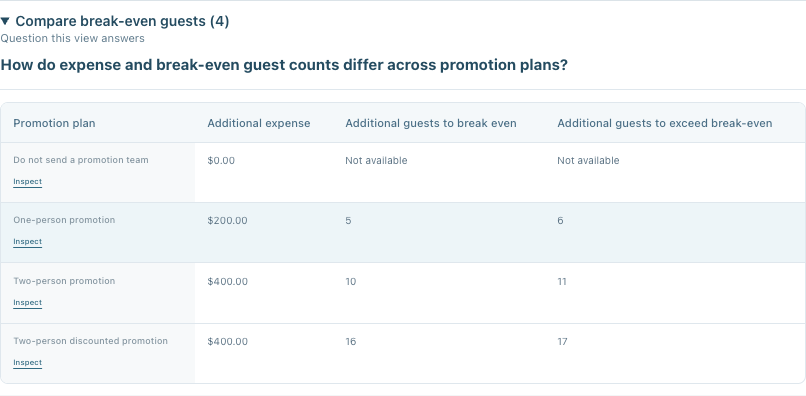 ▼ Compare break-even guests (4)
Question this view answers
How do expense and break-even guest counts differ across promotion plans?
Promotion plan Additional expense Additional guests to break even Additional guests to exceed break-even
Do not send a promotion team $0.00 Not available Not available
Inspect
One-person promotion $200.00 5 6
Inspect
Two-person promotion $400.00 10 11
Inspect
Two-person discounted promotion $400.00 16 17
Inspect